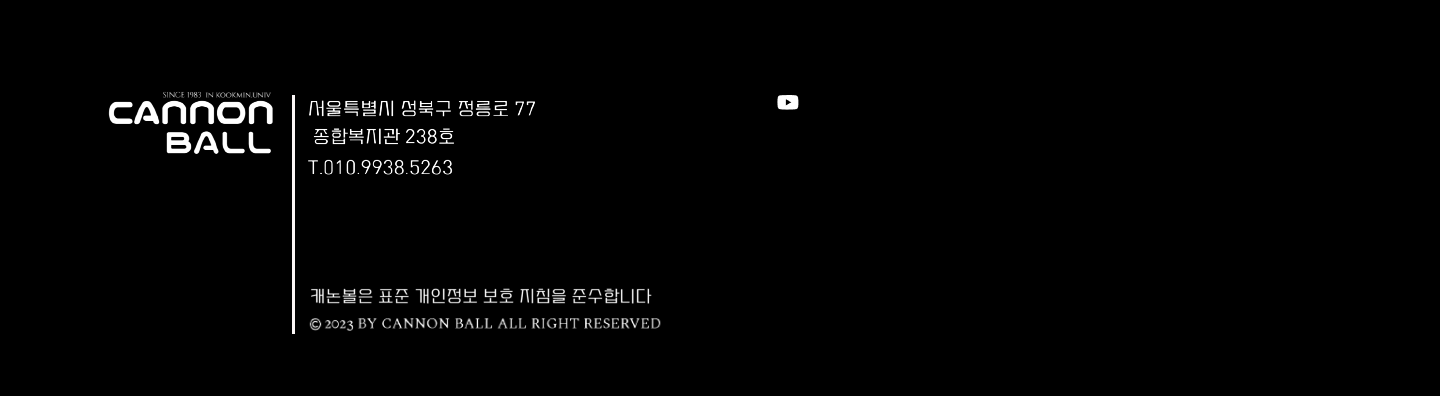 SINCE 1983 IN KOOKMIN.UNIV
CANNON
BALL
서울특별시 성북구 정릉로 77
종합복지관 238호
T.010.9938.5263
캐논볼은 표준 개인정보 보호 지침을 준수합니다
© 2023 BY CANNON BALL ALL RIGHT RESERVED